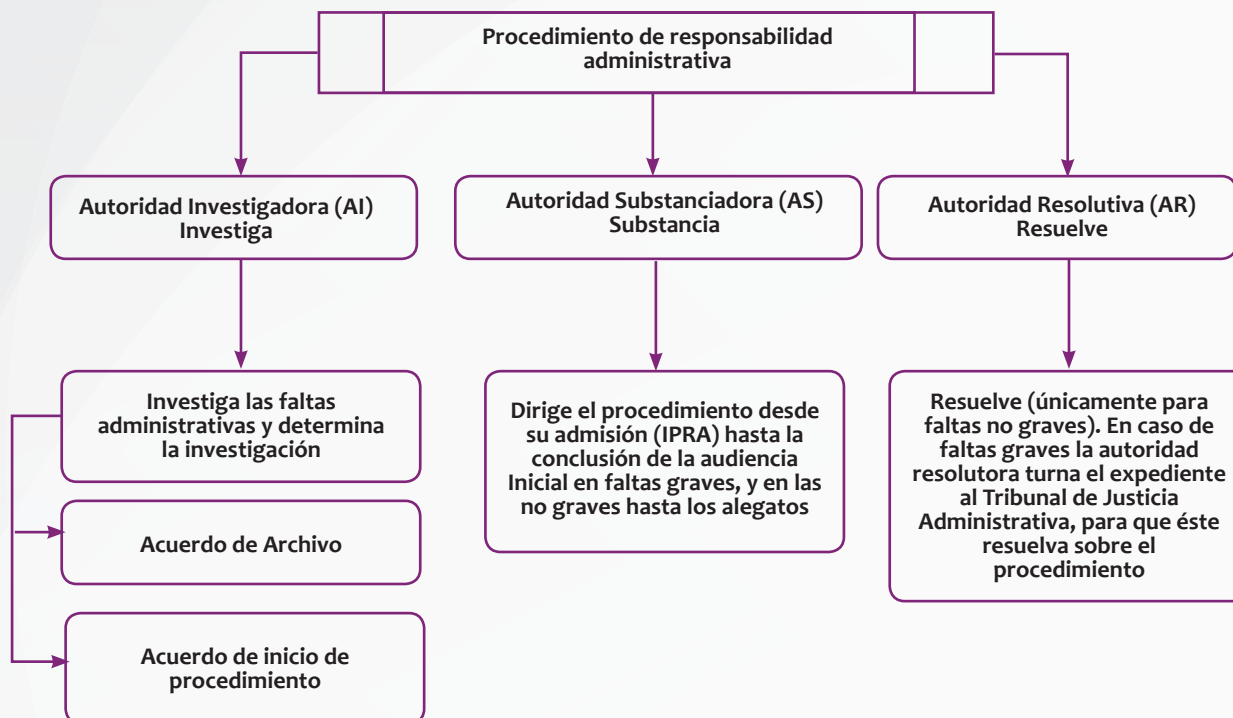 Procedimiento de responsabilidad
administrativa
Autoridad Investigadora (AI)
Investiga
Autoridad Substanciadora (AS)
Substancia
Autoridad Resolutiva (AR)
Resuelve
Investiga las faltas
administrativas y determina
la investigación
Acuerdo de Archivo
Acuerdo de inicio de
procedimiento
Dirige el procedimiento desde
su admisión (IPRA) hasta la
conclusión de la audiencia
Inicial en faltas graves, y en las
no graves hasta los alegatos
Resuelve (únicamente para
faltas no graves). En caso de
faltas graves la autoridad
resolutora turna el expediente
al Tribunal de Justicia
Administrativa, para que éste
resuelva sobre el
procedimiento